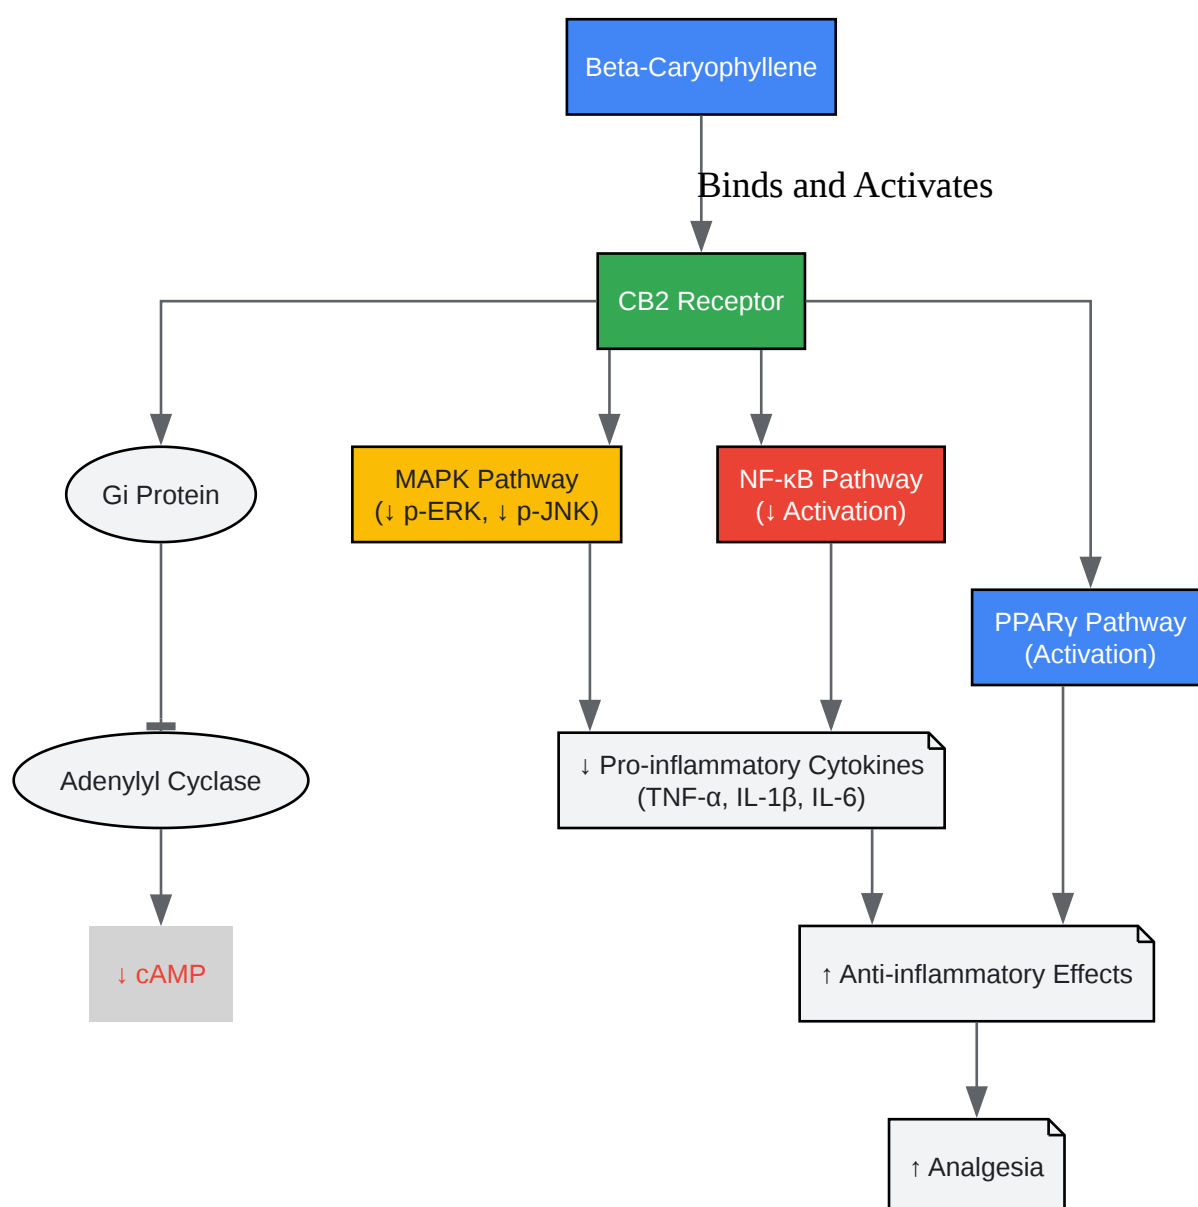 Beta-Caryophyllene
Binds and Activates
CB2 Receptor
Gi Protein
MAPK Pathway
(↓ p-ERK, ↓ p-JNK)
NF-κB Pathway
(↓ Activation)
PPARγ Pathway
(Activation)
Adenylyl Cyclase
↓ Pro-inflammatory Cytokines
(TNF-α, IL-1β, IL-6)
↓ cAMP
↑ Anti-inflammatory Effects
↑ Analgesia